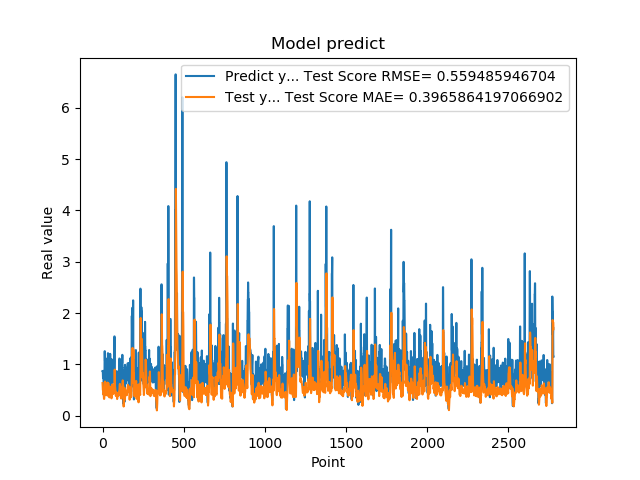 Model predict
Predict y... Test Score RMSE= 0.559485946704
Test y... Test Score MAE= 0.3965864197066902
Real value
6
5
4
3
2
1
0
0 500 1000 1500 2000 2500
Point